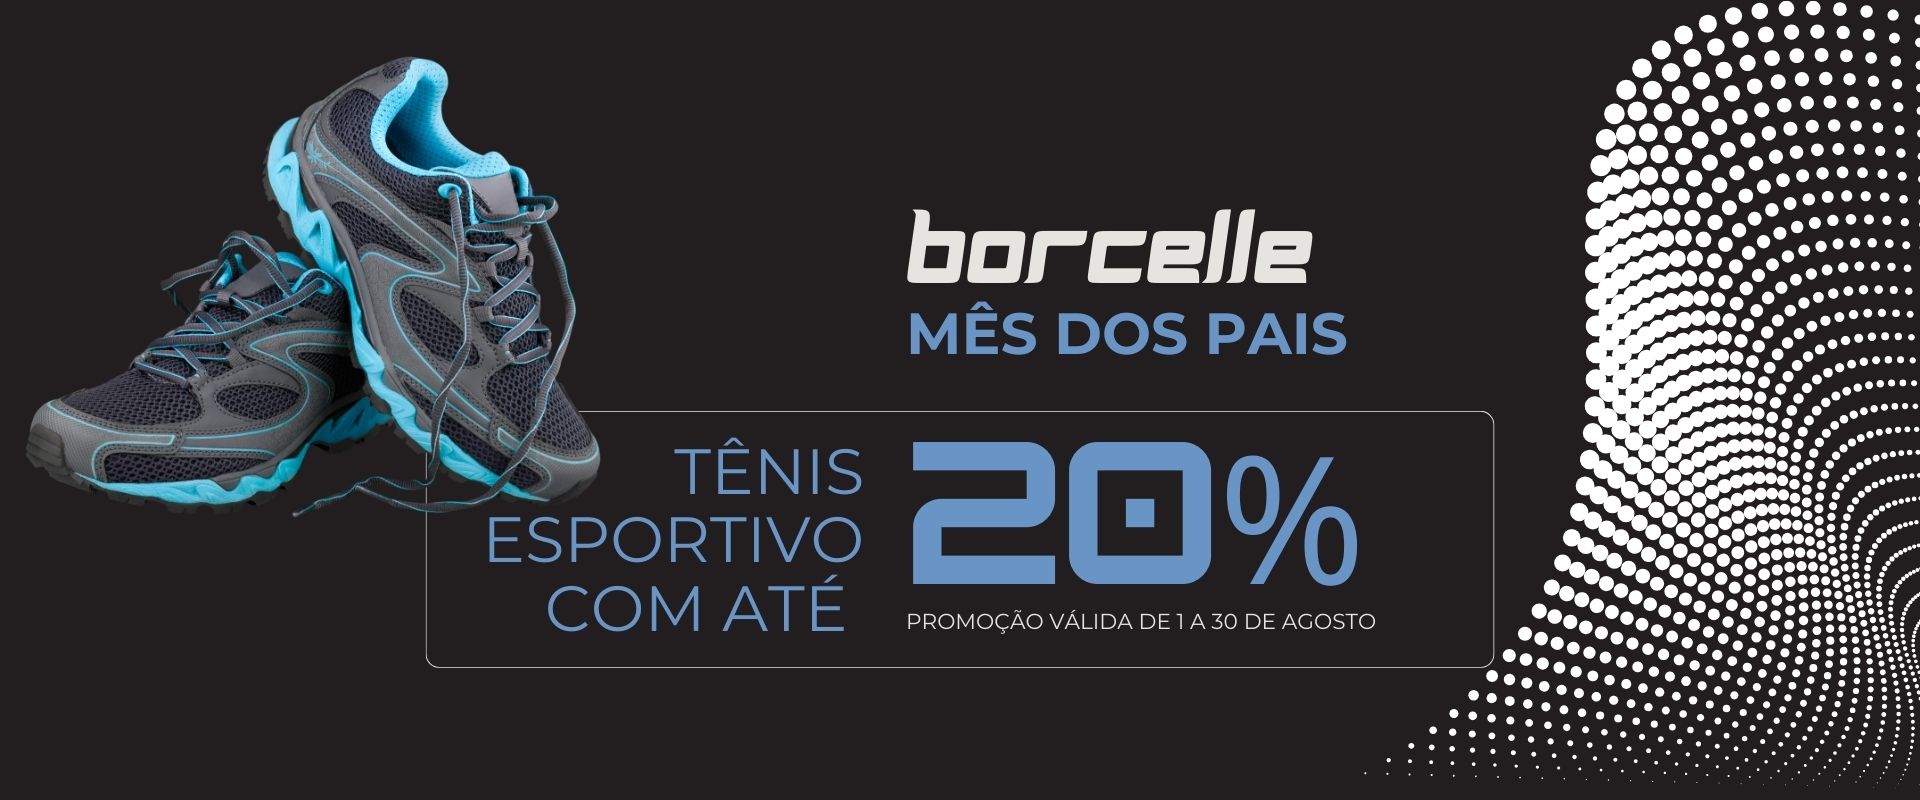 borcelle
MÊS DOS PAIS
TÊNIS
ESPORTIVO
COM ATÉ
20%
PROMOÇÃO VÁLIDA DE 1 A 30 DE AGOSTO